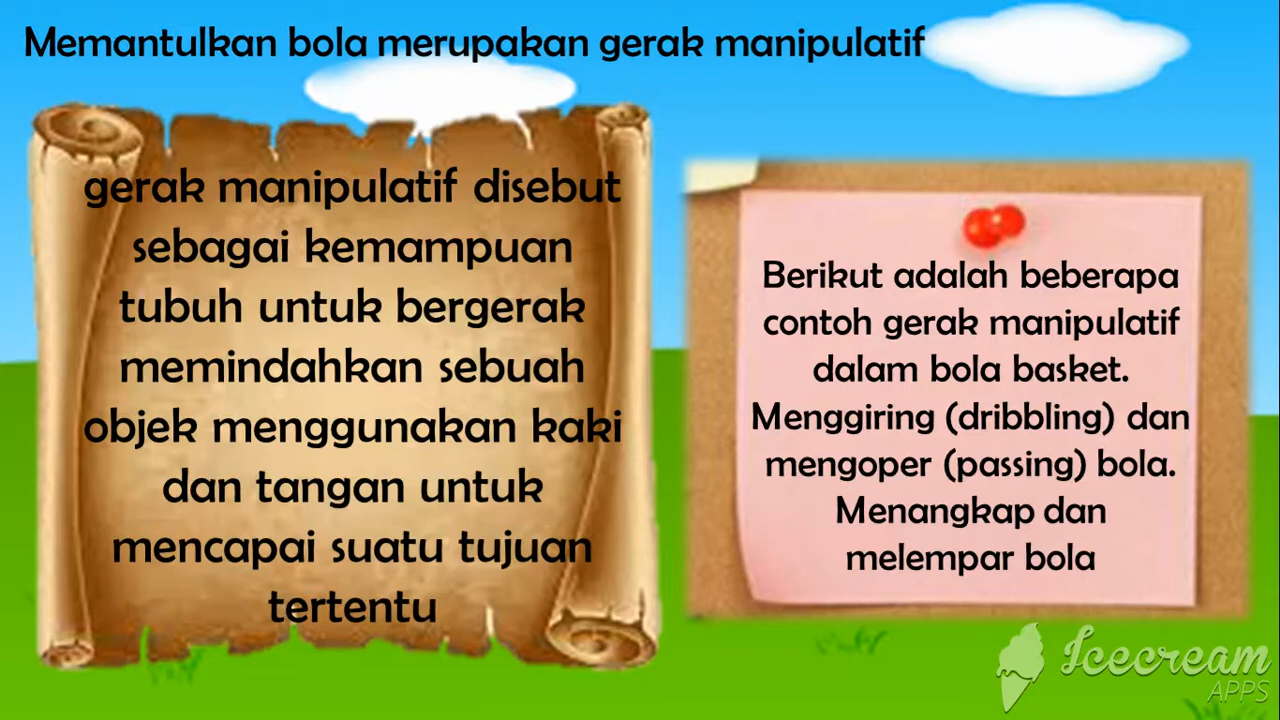 Memantulkan bola merupakan gerak manipulatif
gerak manipulatif disebut
sebagai kemampuan
tubuh untuk bergerak
memindahkan sebuah
objek menggunakan kaki
dan tangan untuk
mencapai suatu tujuan
tertentu
Berikut adalah beberapa
contoh gerak manipulatif
dalam bola basket.
Menggiring (dribbling) dan
mengoper (passing) bola.
Menangkap dan
melempar bola
Icecream
APPS